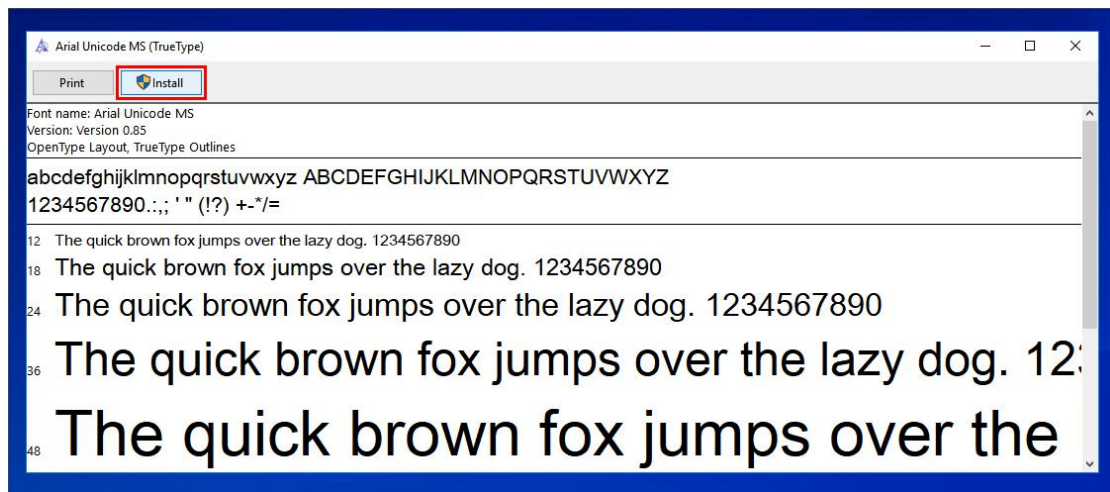 Arial Unicode MS (TrueType)
Print Install
Font name: Arial Unicode MS
Version: Version 0.85
OpenType Layout, TrueType Outlines
abcdefghijklmnopqrstuvwxyz ABCDEFGHIJKLMNOPQRSTUVWXYZ
1234567890.:,; ' " (!?) +-*/=
12 The quick brown fox jumps over the lazy dog. 1234567890
18 The quick brown fox jumps over the lazy dog. 1234567890
24 The quick brown fox jumps over the lazy dog. 1234567890
36 The quick brown fox jumps over the lazy dog. 12
48 The quick brown fox jumps over the